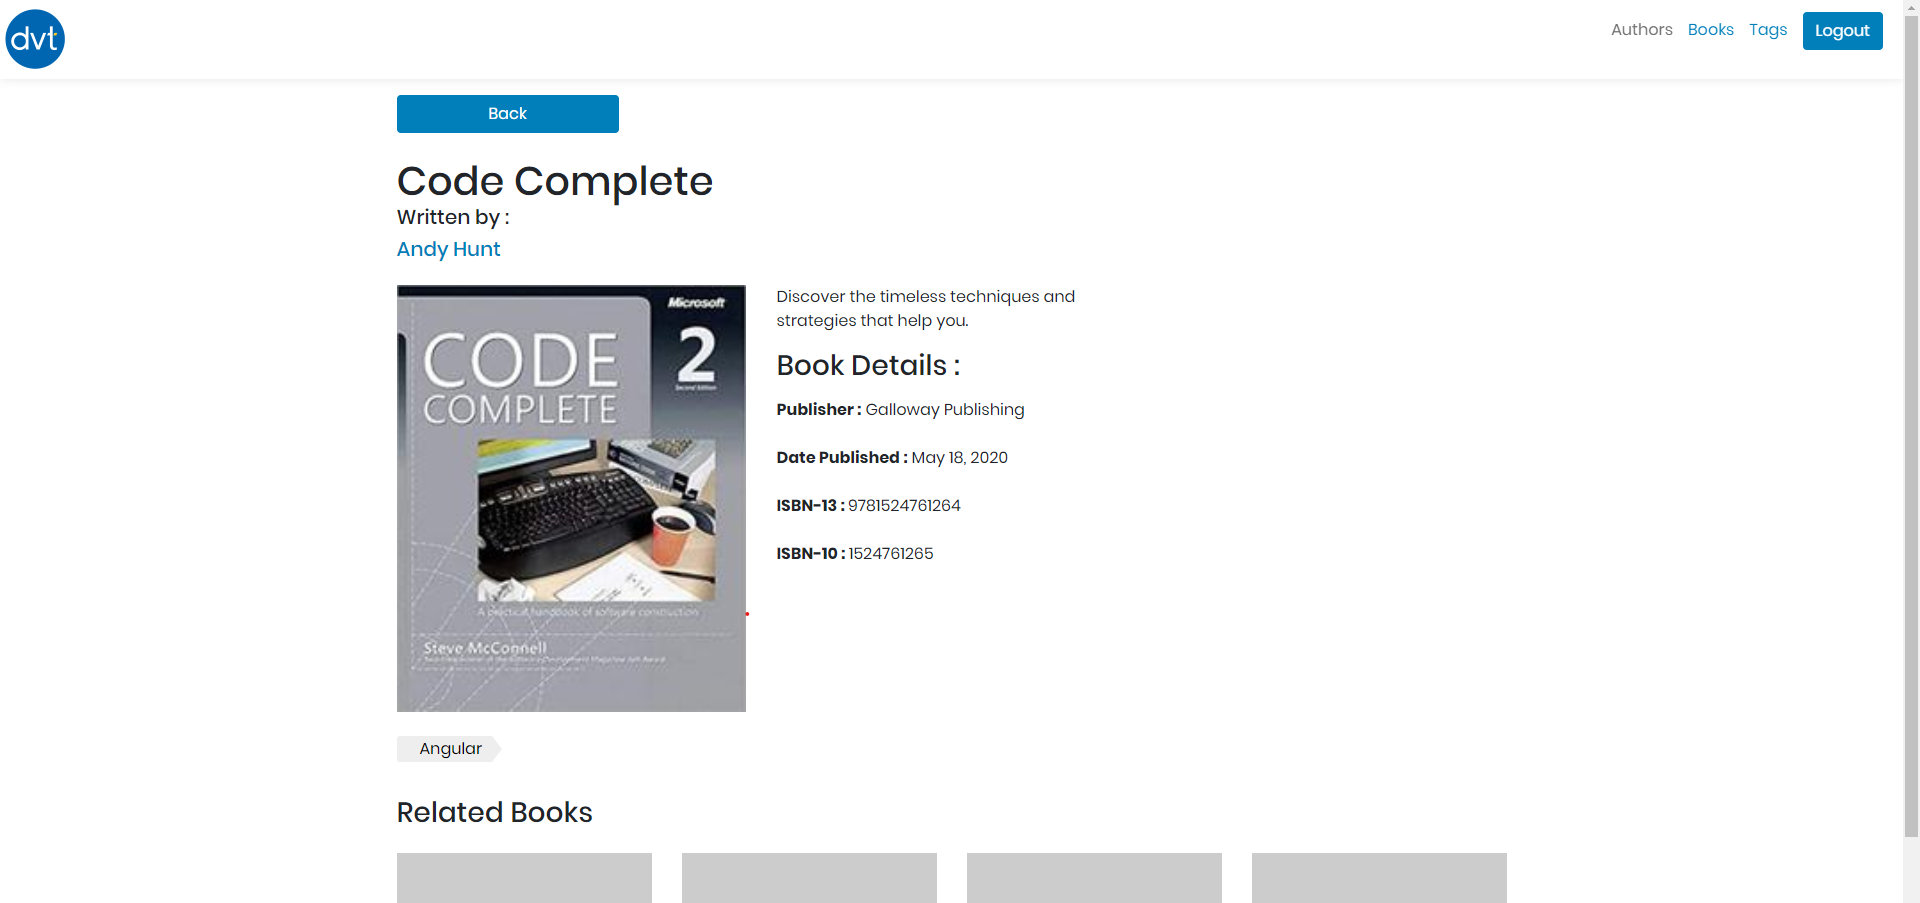 dvt
Authors Books Tags Logout
Back
Code Complete
Written by :
Andy Hunt
Microsoft
2
Second Edition
CODE
COMPLETE
A practical handbook of software construction
Steve McConnell
Discover the timeless techniques and
strategies that help you.
Book Details :
Publisher : Galloway Publishing
Date Published : May 18, 2020
ISBN-13 : 9781524761264
ISBN-10 : 1524761265
Angular
Related Books